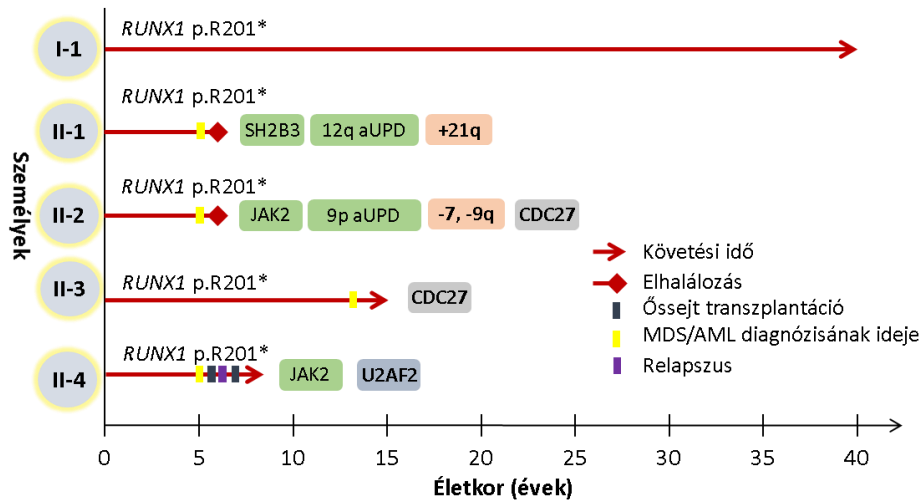 RUNX1 p.R201*
I-1
RUNX1 p.R201*
II-1
SH2B3
12q aUPD
+21q
RUNX1 p.R201*
II-2
JAK2
9p aUPD
-7, -9q
CDC27
RUNX1 p.R201*
II-3
CDC27
RUNX1 p.R201*
II-4
JAK2
U2AF2
Személyek
Követési idő
Elhalálozás
Őssejt transzplantáció
MDS/AML diagnózisának ideje
Relapszus
0 5 10 15 20 25 30 35 40
Életkor (évek)